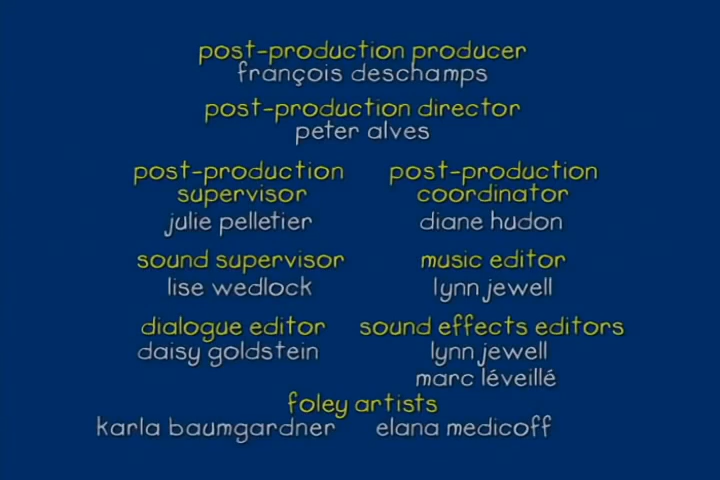 post-production producer
françois deschamps
post-production director
peter alves
post-production
supervisor
julie pelletier
post-production
coordinator
diane hudon
sound supervisor
lise wedlock
music editor
lynn jewell
dialogue editor
daisy goldstein
sound effects editors
lynn jewell
marc léveillé
foley artists
karla baumgardner elana medicoff